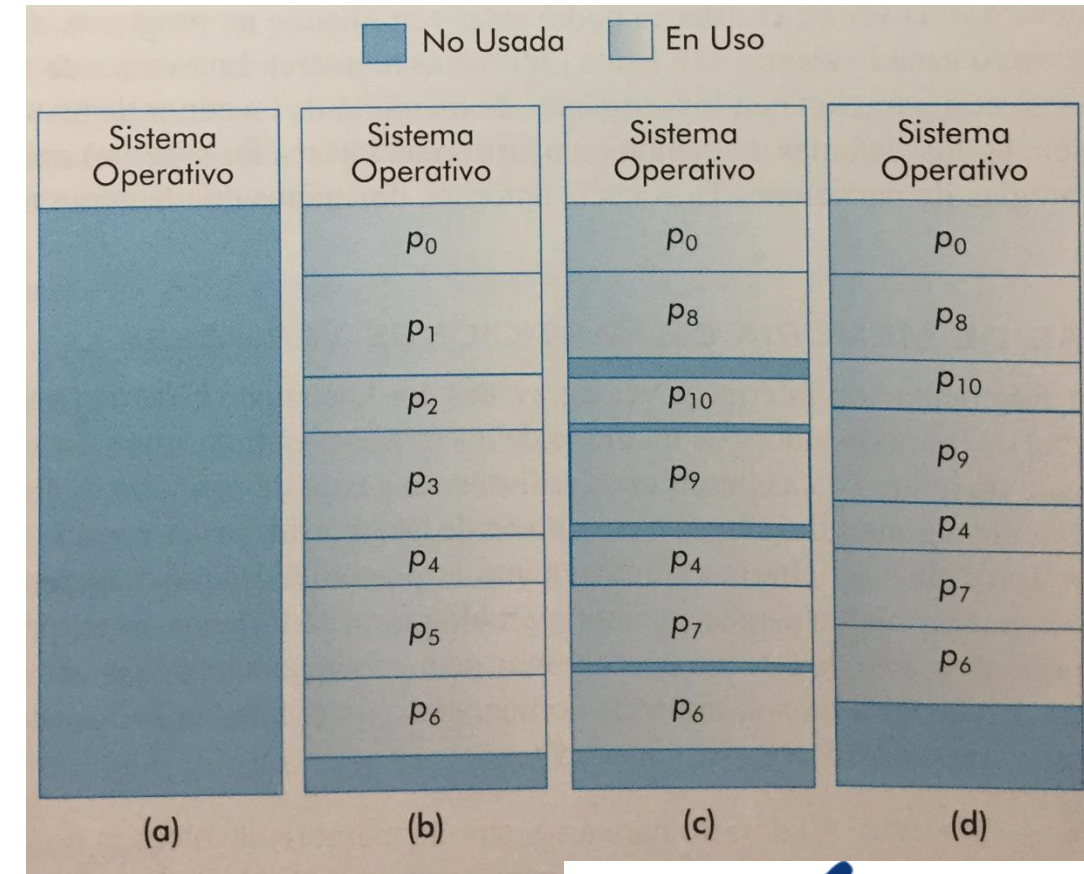 No Usada
En Uso
Sistema
Operativo
(a)
Sistema
Operativo
p0
p1
p2
p3
p4
p5
p6
(b)
Sistema
Operativo
p0
p8
p10
p9
p4
p7
p6
(c)
Sistema
Operativo
p0
p8
p10
p9
p4
p7
p6
(d)